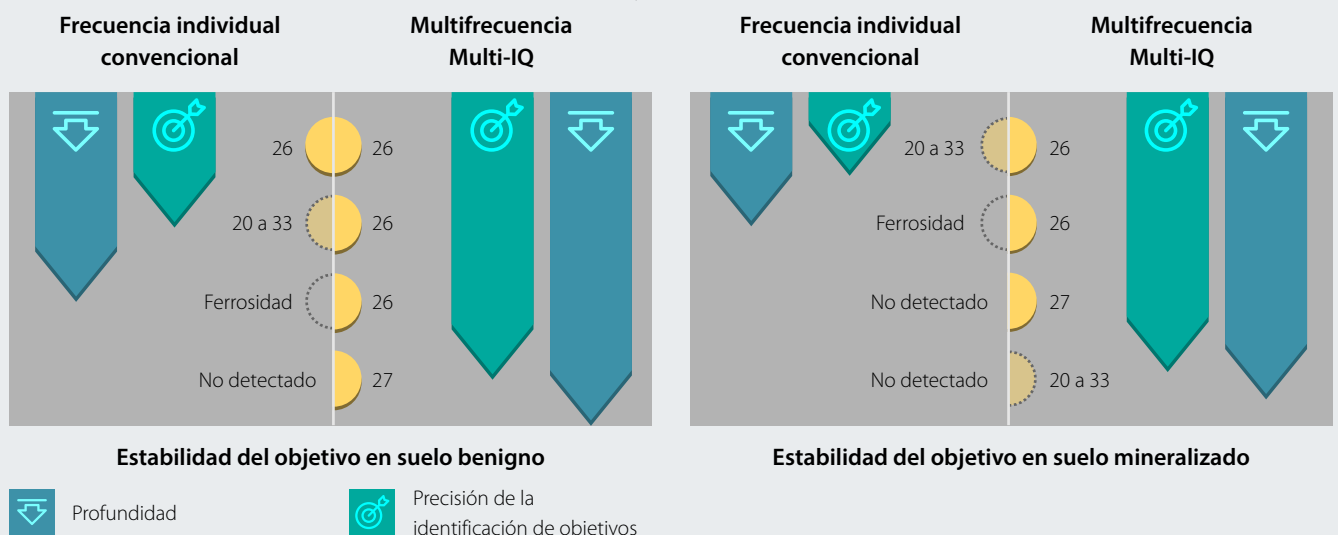 Frecuencia individual
convencional
Multifrecuencia
Multi-IQ
26
26
20 a 33
26
Ferrosidad
26
No detectado
27
Estabilidad del objetivo en suelo benigno
Frecuencia individual
convencional
Multifrecuencia
Multi-IQ
20 a 33
26
Ferrosidad
26
No detectado
27
No detectado
20 a 33
Estabilidad del objetivo en suelo mineralizado
Profundidad
Precisión de la
identificación de objetivos